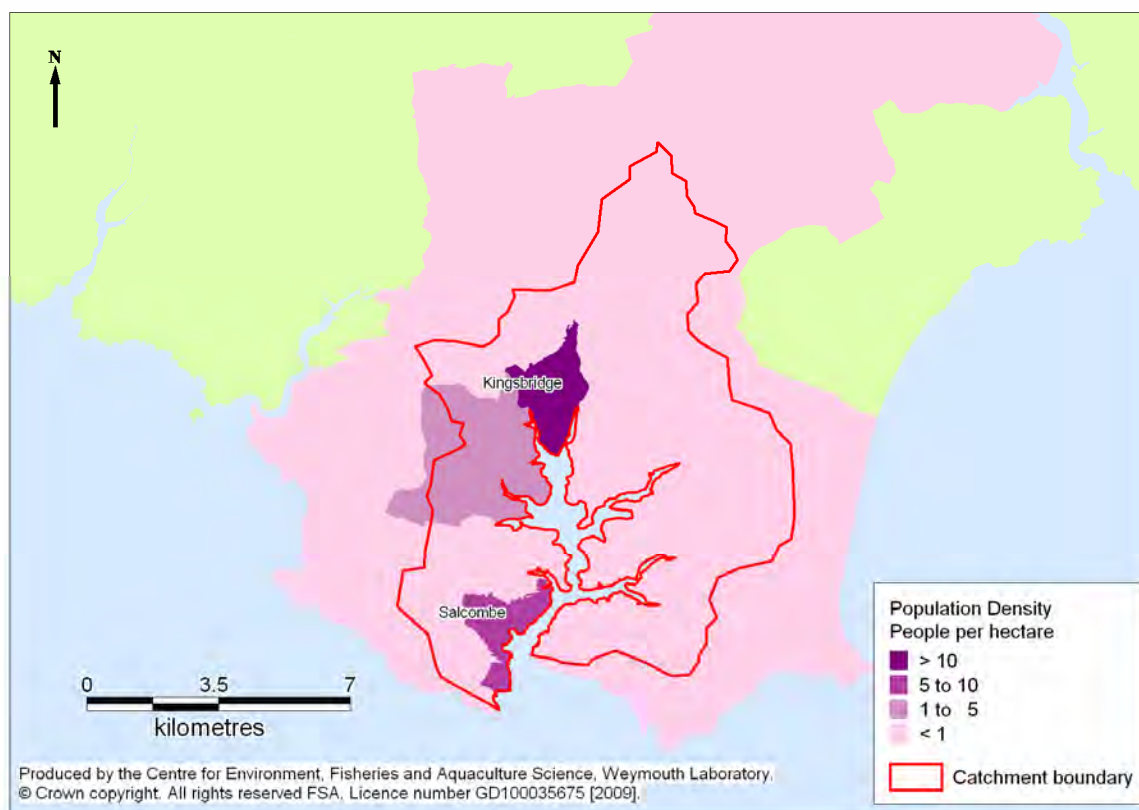 N
Kingsbridge
Salcombe
0 3.5 7
kilometres
Population Density
People per hectare
> 10
5 to 10
1 to 5
< 1
Catchment boundary
Produced by the Centre for Environment, Fisheries and Aquaculture Science, Weymouth Laboratory.
© Crown copyright. All rights reserved FSA, Licence number GD100035675 [2009].